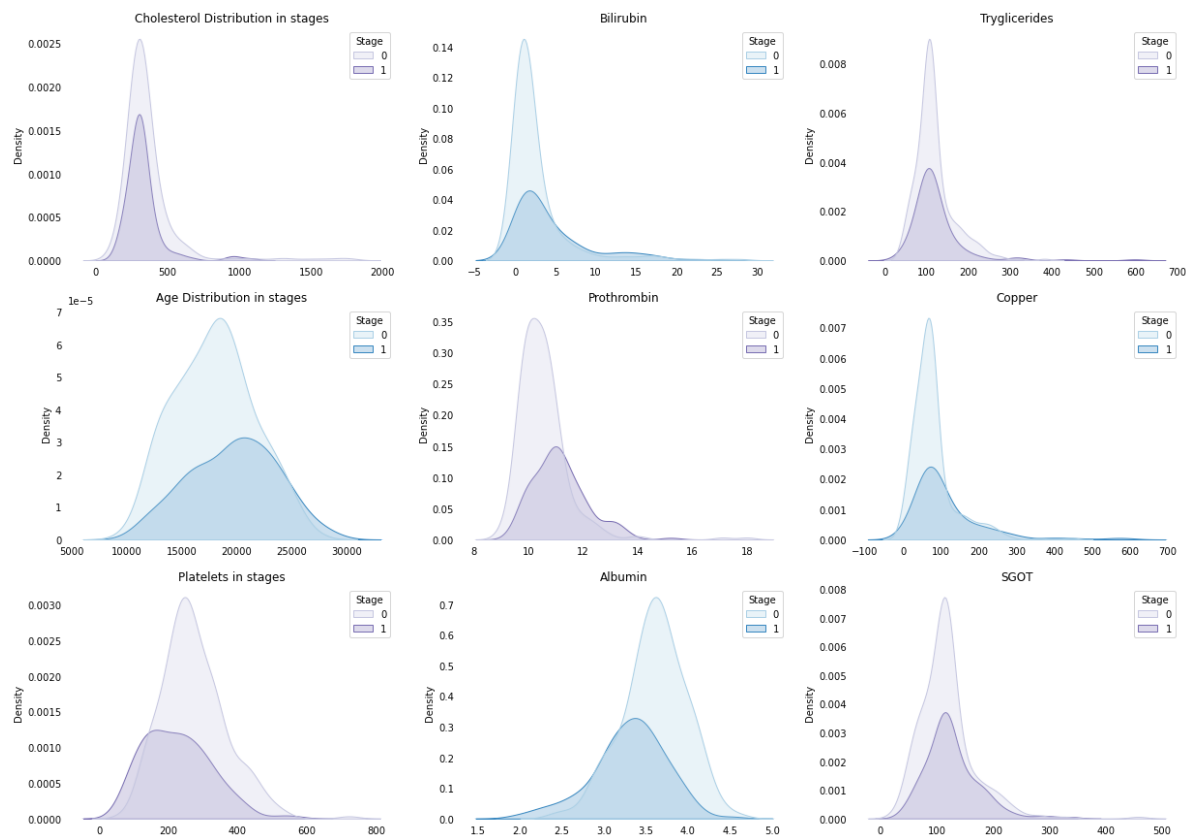 Cholesterol Distribution in stages
Density
0.0025
0.0020
0.0015
0.0010
0.0005
0.0000
0 500 1000 1500 2000
Stage
0
1
Bilirubin
Density
0.14
0.12
0.10
0.08
0.06
0.04
0.02
0.00
-5 0 5 10 15 20 25 30
Stage
0
1
Tryglicerides
Density
0.008
0.006
0.004
0.002
0.000
0 100 200 300 400 500 600 700
Stage
0
1
Age Distribution in stages
1e-5
Density
7
6
5
4
3
2
1
0
5000 10000 15000 20000 25000 30000
Stage
0
1
Prothrombin
Density
0.35
0.30
0.25
0.20
0.15
0.10
0.05
0.00
8 10 12 14 16 18
Stage
0
1
Copper
Density
0.007
0.006
0.005
0.004
0.003
0.002
0.001
0.000
−100 0 100 200 300 400 500 600 700
Stage
0
1
Platelets in stages
Density
0.0030
0.0025
0.0020
0.0015
0.0010
0.0005
0.0000
0 200 400 600 800
Stage
0
1
Albumin
Density
0.7
0.6
0.5
0.4
0.3
0.2
0.1
0.0
1.5 2.0 2.5 3.0 3.5 4.0 4.5 5.0
Stage
0
1
SGOT
Density
0.008
0.007
0.006
0.005
0.004
0.003
0.002
0.001
0.000
0 100 200 300 400 500
Stage
0
1